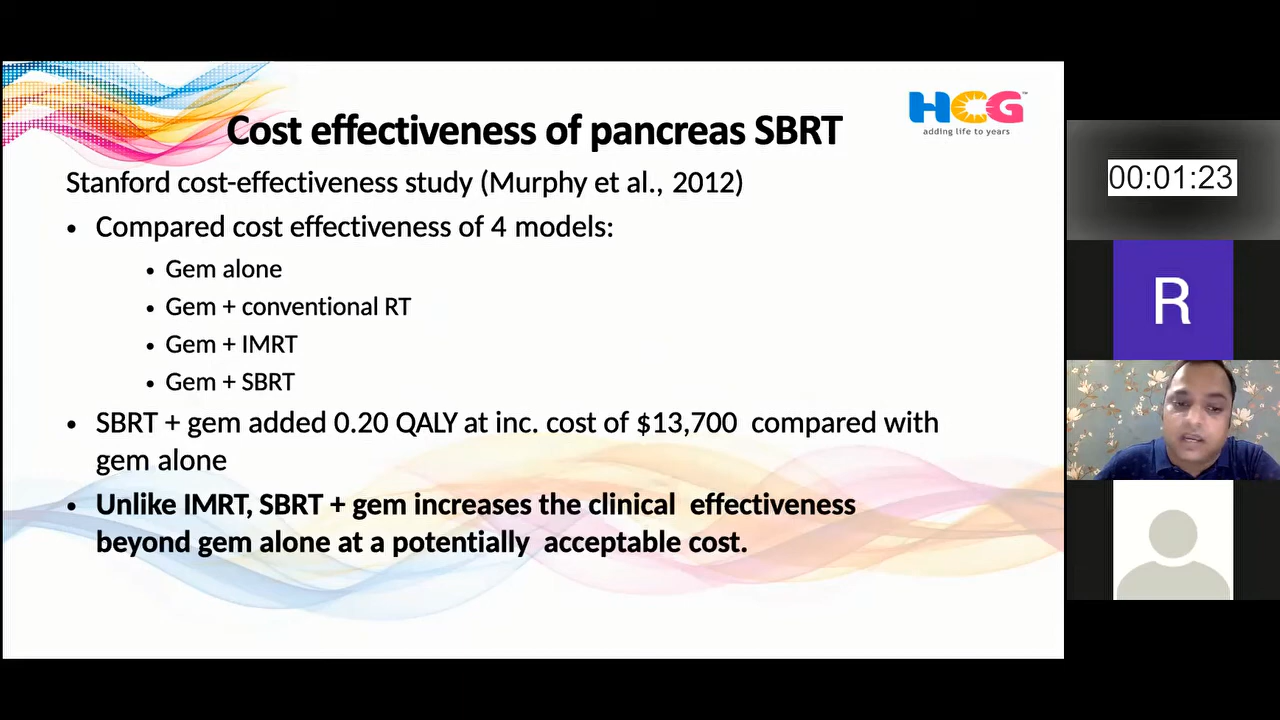 Cost effectiveness of pancreas SBRT
HCG
™
adding life to years
Stanford cost-effectiveness study (Murphy et al., 2012)
• Compared cost effectiveness of 4 models:
• Gem alone
• Gem + conventional RT
• Gem + IMRT
• Gem + SBRT
• SBRT + gem added 0.20 QALY at inc. cost of $13,700 compared with
gem alone
• Unlike IMRT, SBRT + gem increases the clinical effectiveness
beyond gem alone at a potentially acceptable cost.
00:01:23
R